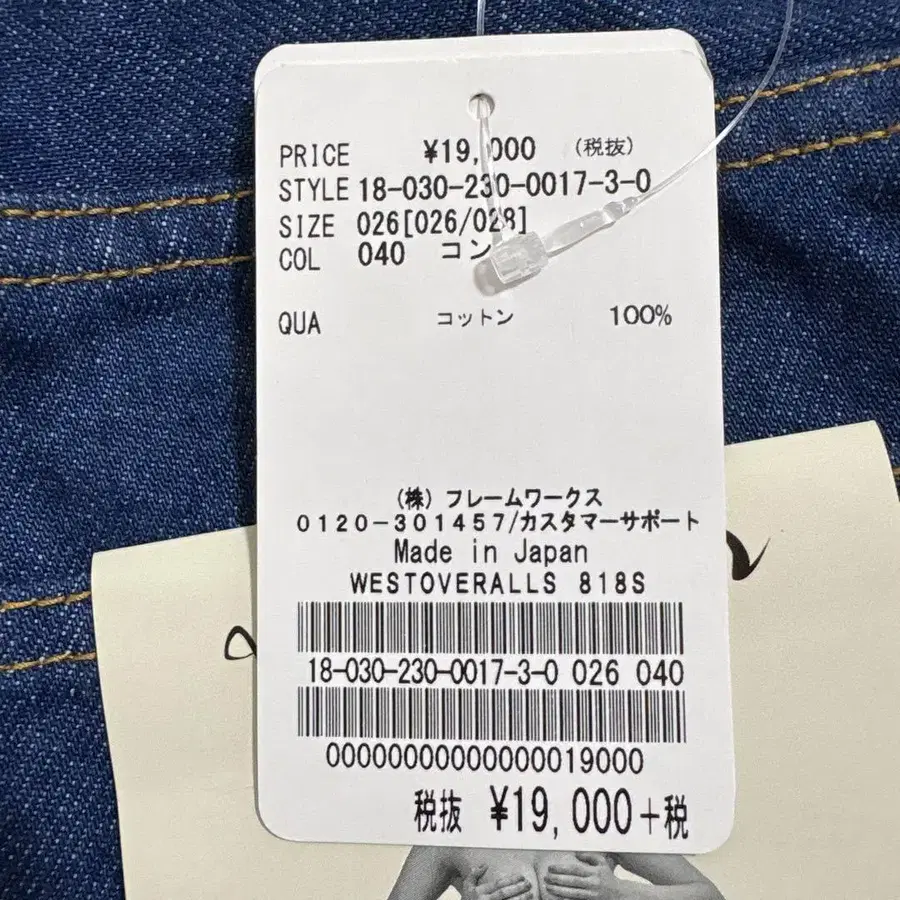 PRICE ¥19,000 (税抜)
STYLE 18-030-230-0017-3-0
SIZE 026[026/028]
COL 040 コン
QUA コットン 100%
(株) フレームワークス
0120-301457/カスタマーサポート
Made in Japan
WESTOVERALLS 818S
18-030-230-0017-3-0 026 040
00000000000000019000
税抜 ¥19,000+税